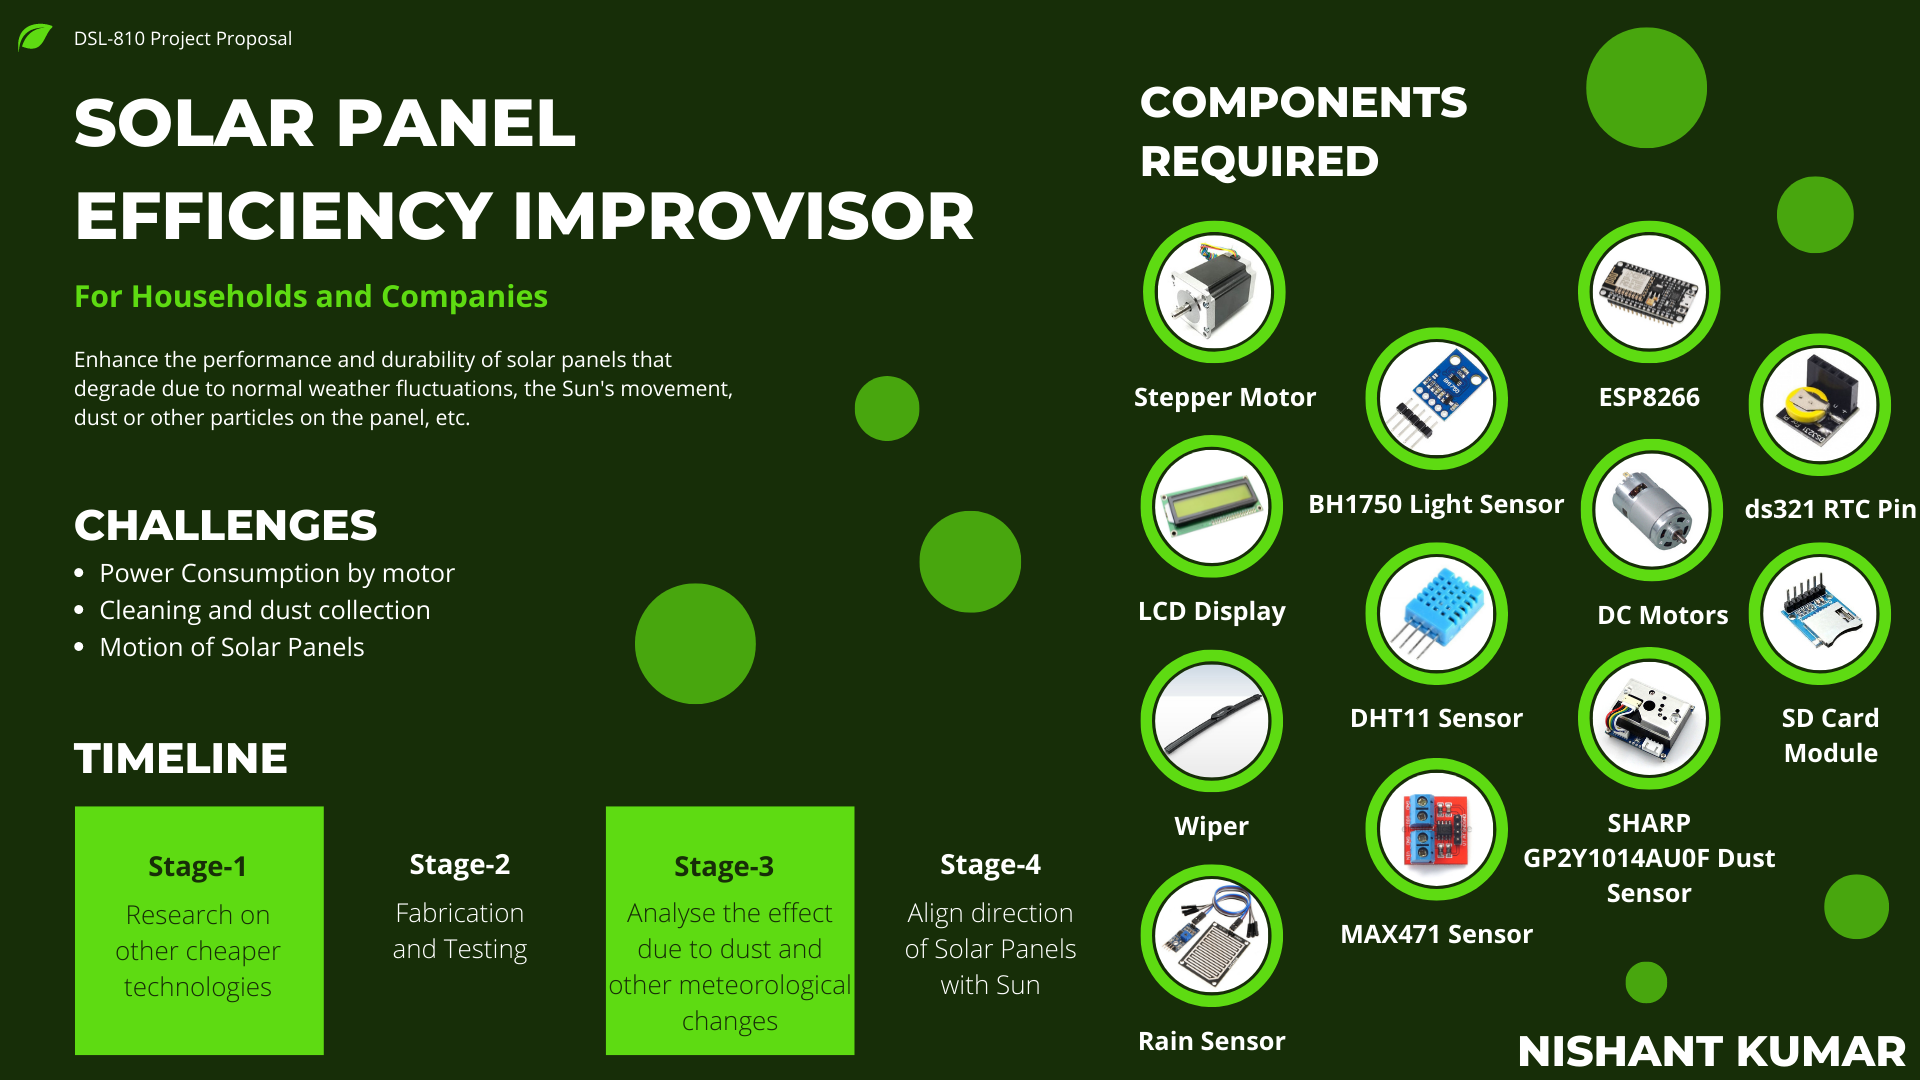 DSL-810 Project Proposal
SOLAR PANEL
EFFICIENCY IMPROVISOR
For Households and Companies
Enhance the performance and durability of solar panels that
degrade due to normal weather fluctuations, the Sun's movement,
dust or other particles on the panel, etc.
CHALLENGES
Power Consumption by motor
Cleaning and dust collection
Motion of Solar Panels
TIMELINE
Stage-1
Research on
other cheaper
technologies
Stage-2
Fabrication
and Testing
Stage-3
Analyse the effect
due to dust and
other meteorological
changes
Stage-4
Align direction
of Solar Panels
with Sun
COMPONENTS
REQUIRED
Stepper Motor
BH1750
BH1750 Light Sensor
ESP8266
ds321 RTC Pin
LCD Display
DHT11 Sensor
DC Motors
SD Card
Module
Wiper
MAX471 Sensor
SHARP
GP2Y1014AU0F Dust
Sensor
Rain Sensor
NISHANT KUMAR